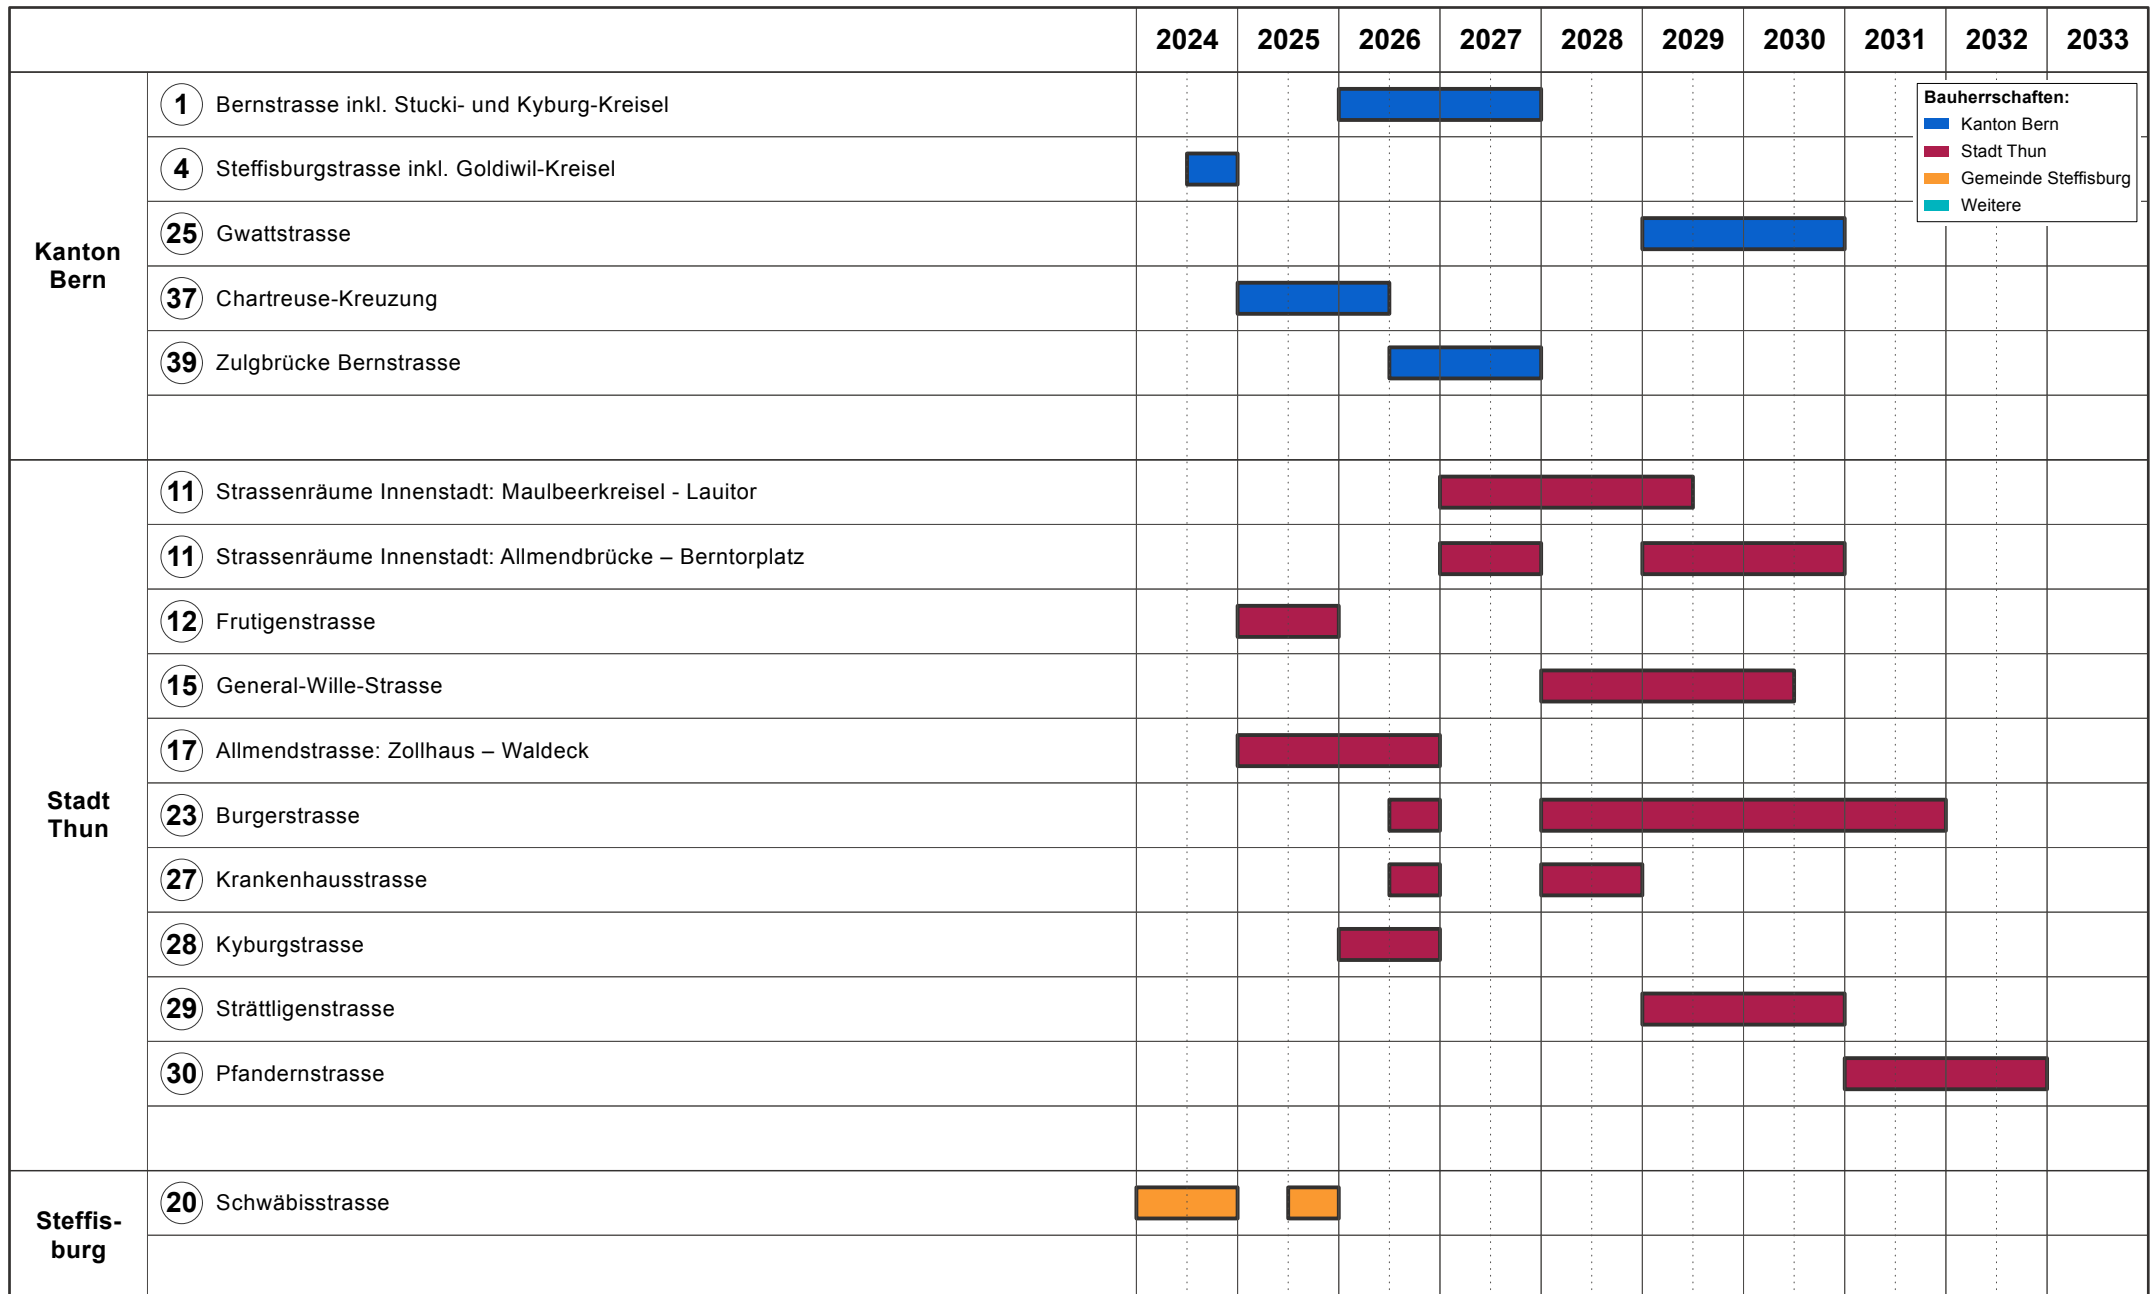 2024 2025 2026 2027 2028 2029 2030 2031 2032 2033
Bauherrschaften:
Kanton Bern
Stadt Thun
Gemeinde Steffisburg
Weitere
Kanton
Bern
1 Bernstrasse inkl. Stucki- und Kyburg-Kreisel
4 Steffisburgstrasse inkl. Goldiwil-Kreisel
25 Gwattstrasse
37 Chartreuse-Kreuzung
39 Zulgbrücke Bernstrasse
Stadt
Thun
11 Strassenräume Innenstadt: Maulbeerkreisel - Lauitor
11 Strassenräume Innenstadt: Allmendbrücke – Berntorplatz
12 Frutigenstrasse
15 General-Wille-Strasse
17 Allmendstrasse: Zollhaus – Waldeck
23 Burgerstrasse
27 Krankenhausstrasse
28 Kyburgstrasse
29 Strättligenstrasse
30 Pfandernstrasse
Steffis-
burg
20 Schwäbisstrasse